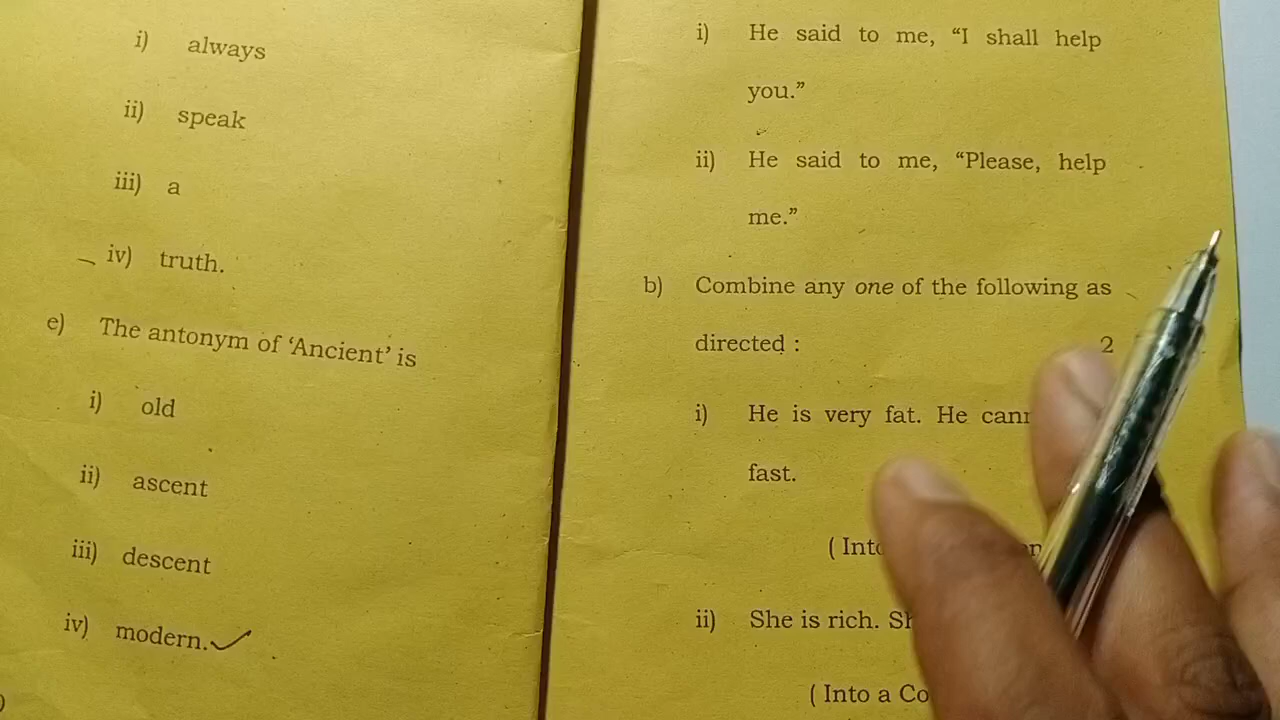 i) always
ii) speak
iii) a
iv) truth.
e) The antonym of ‘Ancient’ is
i) old
ii) ascent
iii) descent
iv) modern.
i) He said to me, “I shall help
you.”
ii) He said to me, “Please, help
me.”
b) Combine any one of the following as
directed : 2
i) He is very fat. He
fast.
( Into
ii) She is rich.
( Into a